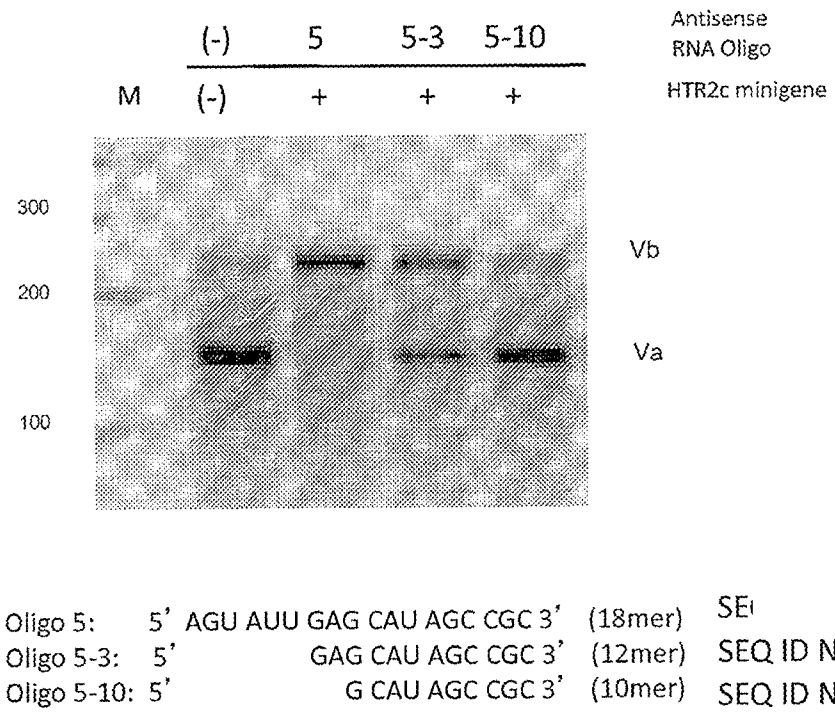 Antisense
RNA Oligo
(-) 5 5-3 5-10
HTR2c minigene
M (-) + + +
300
Vb
200
Va
100
Oligo 5: 5' AGU AUU GAG CAU AGC CGC 3' (18mer)
Oligo 5-3: 5' GAG CAU AGC CGC 3' (12mer) SEQ ID N
Oligo 5-10: 5' G CAU AGC CGC 3' (10mer) SEQ ID N